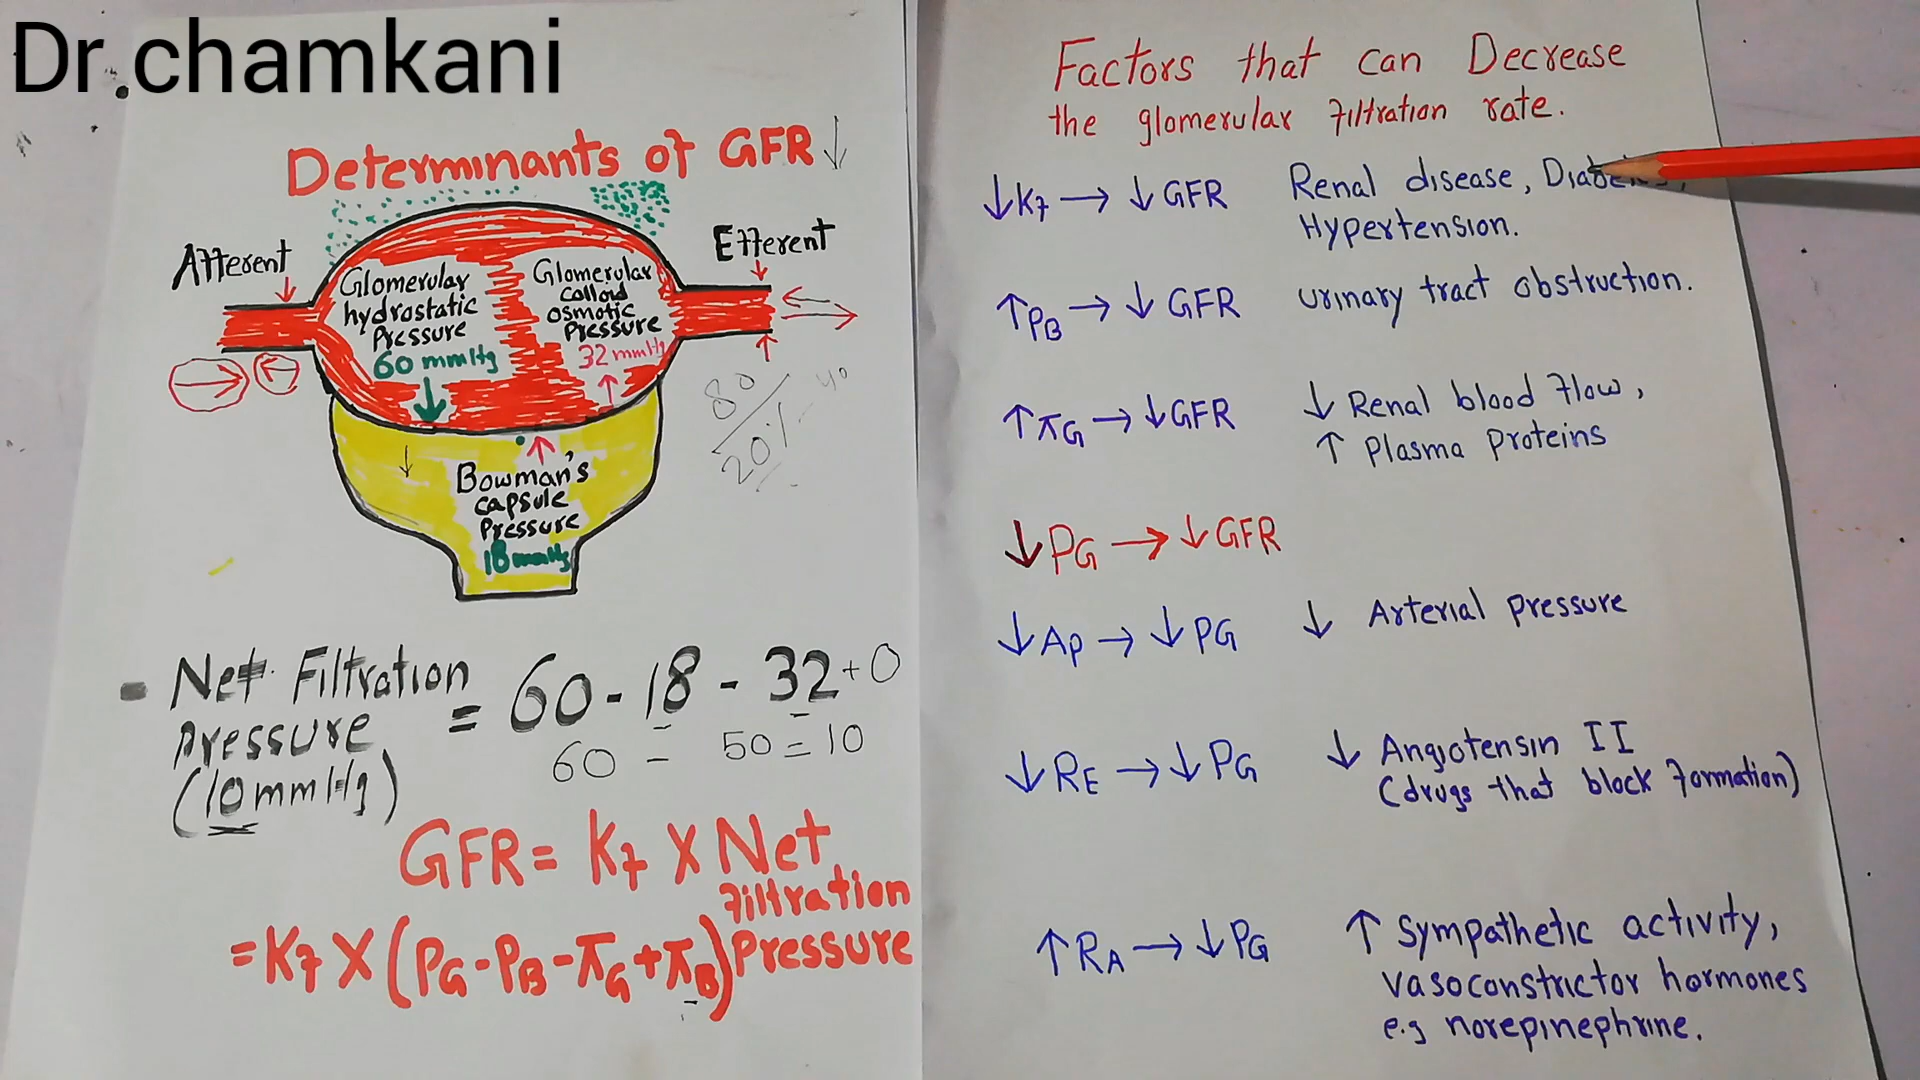 Dr.chamkani
Determinants of GFR ↓
Afferent
Efferent
Glomerular
hydrostatic
Pressure
60 mmHg
Glomerular
colloid
osmotic
Pressure
32 mmHg
Bowman's
capsule
Pressure
18 mmHg
80
20%
- Net Filtration
Pressure
(10mmHg)
= 60 - 18 - 32 + 0
60 - 50 = 10
GFR = Kf X Net
Filtration
Pressure
= Kf X (PG - PB - πG + πB)
Factors that can Decrease
the glomerular filtration rate.
↓Kf → ↓ GFR Renal disease,
Hypertension.
↑PB → ↓ GFR urinary tract obstruction.
↑πG → ↓GFR ↓ Renal blood flow,
↑ Plasma Proteins
↓PG → ↓GFR
↓Ap → ↓PG ↓ Arterial pressure
↓RE → ↓PG ↓ Angiotensin II
(drugs that block formation)
↑RA → ↓PG ↑ Sympathetic activity,
vasoconstrictor hormones
e.g norepinephrine.